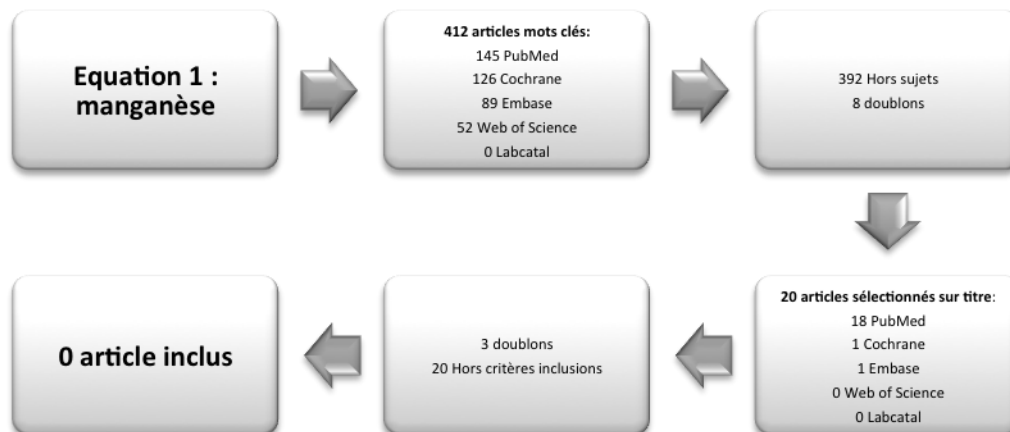 Equation 1 :
manganèse
412 articles mots clés:
145 PubMed
126 Cochrane
89 Embase
52 Web of Science
0 Labcatal
392 Hors sujets
8 doublons
20 articles sélectionnés sur titre:
18 PubMed
1 Cochrane
1 Embase
0 Web of Science
0 Labcatal
3 doublons
20 Hors critères inclusions
0 article inclus